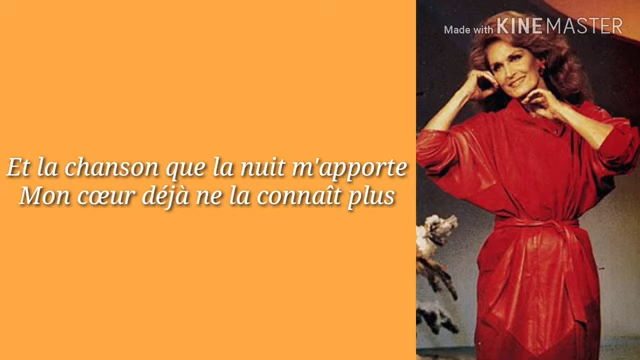 Made with KINEMASTER
Et la chanson que la nuit m'apporte
Mon cœur déjà ne la connaît plus